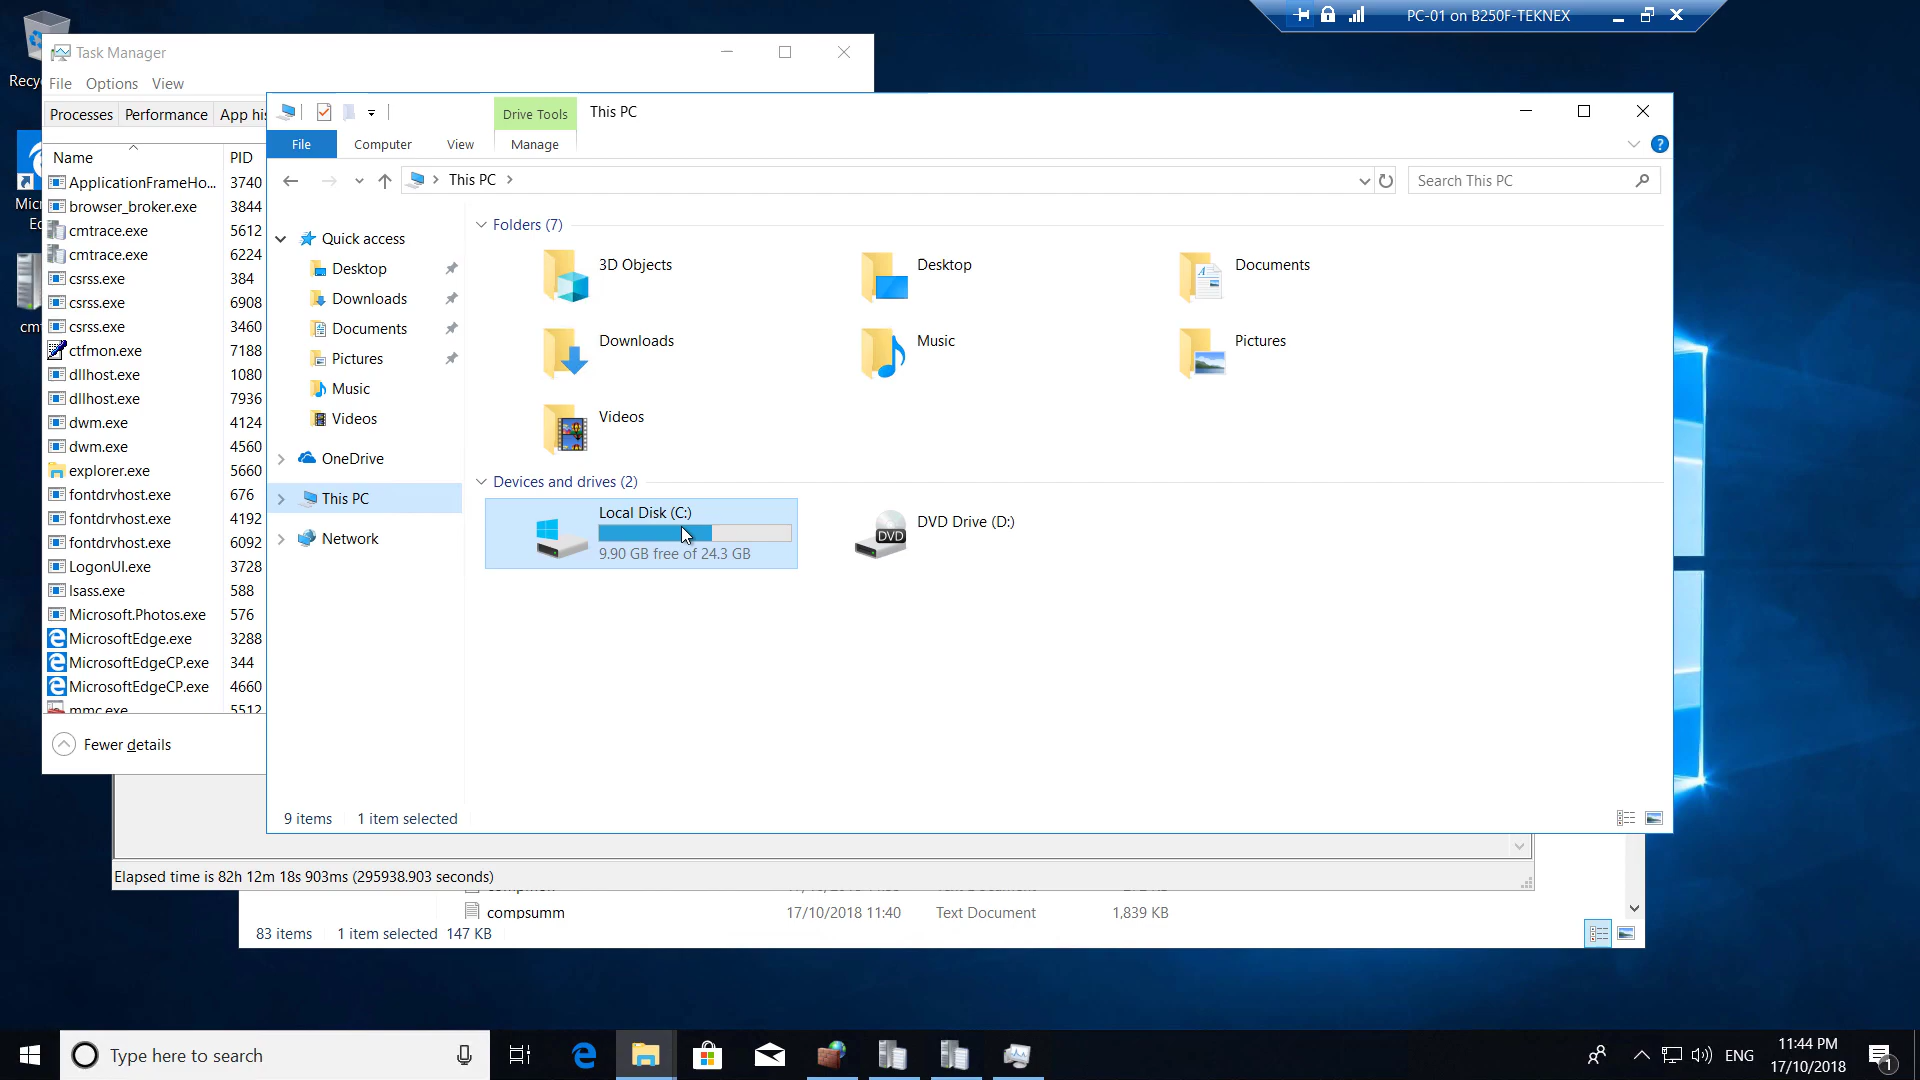 PC-01 on B250F-TEKNEX
Task Manager
File Options View
Processes Performance App his
Name PID
ApplicationFrameHo... 3740
browser_broker.exe 3844
cmtrace.exe 5612
cmtrace.exe 6224
csrss.exe 384
csrss.exe 6908
csrss.exe 3460
ctfmon.exe 7188
dllhost.exe 1080
dllhost.exe 7936
dwm.exe 4124
dwm.exe 4560
explorer.exe 5660
fontdrvhost.exe 676
fontdrvhost.exe 4192
fontdrvhost.exe 6092
LogonUI.exe 3728
lsass.exe 588
Microsoft.Photos.exe 576
MicrosoftEdge.exe 3288
MicrosoftEdgeCP.exe 344
MicrosoftEdgeCP.exe 4660
mmc.exe 5512
Fewer details
Recy
Mic
Ec
cm
Drive Tools This PC
File Computer View Manage
This PC
Search This PC
Quick access
Desktop
Downloads
Documents
Pictures
Music
Videos
OneDrive
This PC
Network
Folders (7)
3D Objects Desktop Documents
Downloads Music Pictures
Videos
Devices and drives (2)
Local Disk (C:)
9.90 GB free of 24.3 GB
DVD Drive (D:)
DVD
9 items 1 item selected
Elapsed time is 82h 12m 18s 903ms (295938.903 seconds)
compsumm 17/10/2018 11:40 Text Document 1,839 KB
83 items 1 item selected 147 KB
Type here to search
ENG
11:44 PM
17/10/2018
1